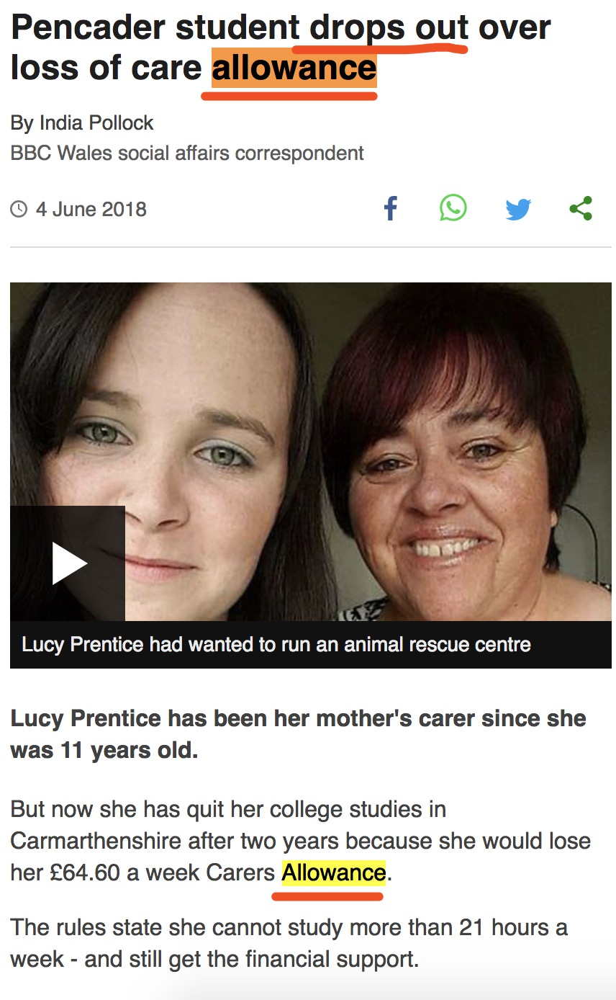 Pencader student drops out over
loss of care allowance
By India Pollock
BBC Wales social affairs correspondent
4 June 2018
Lucy Prentice had wanted to run an animal rescue centre
Lucy Prentice has been her mother's carer since she
was 11 years old.
But now she has quit her college studies in
Carmarthenshire after two years because she would lose
her £64.60 a week Carers Allowance.
The rules state she cannot study more than 21 hours a
week - and still get the financial support.